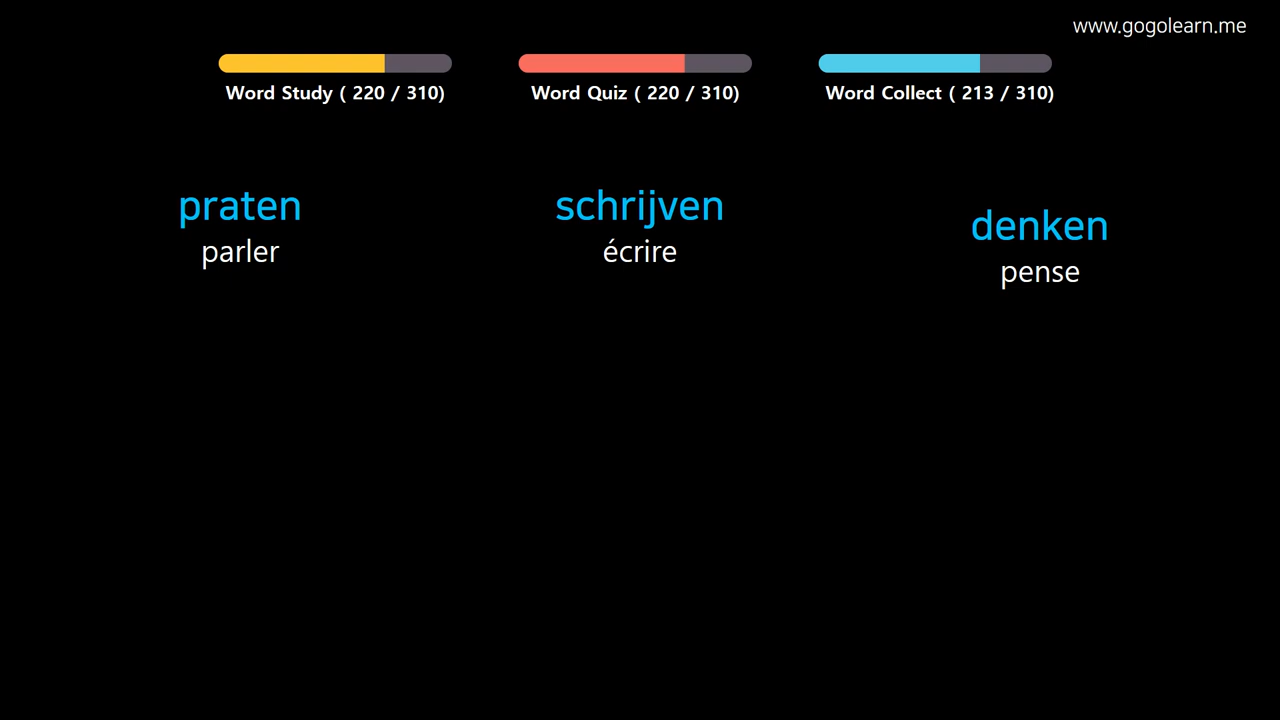 www.gogolearn.me
Word Study ( 220 / 310)
Word Quiz ( 220 / 310)
Word Collect ( 213 / 310)
praten
parler
schrijven
écrire
denken
pense